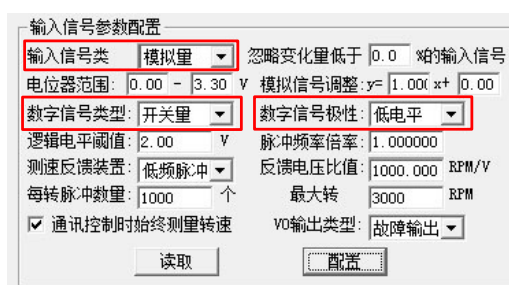 输入信号参数配置
输入信号类 模拟量 忽略变化量低于 0.0 %的输入信号
电位器范围: 0.00 - 3.30 V 模拟信号调整: y= 1.00( x+ 0.00
数字信号类型: 开关量 数字信号极性: 低电平
逻辑电平阈值: 2.00 V 脉冲频率倍率: 1.000000
测速反馈装置: 低频脉冲 反馈电压比值: 1000.000 RPM/V
每转脉冲数量: 1000 个 最大转 3000 RPM
通讯控制时始终测量转速 VO输出类型: 故障输出
读取 配置